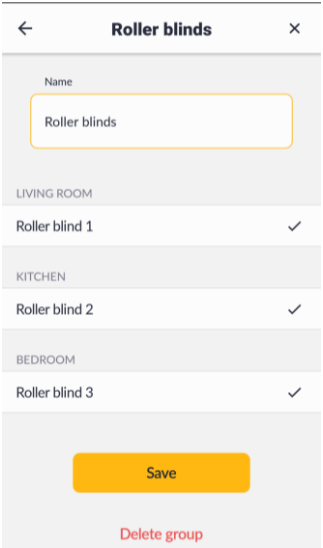 Roller blinds
Name
Roller blinds
LIVING ROOM
Roller blind 1
KITCHEN
Roller blind 2
BEDROOM
Roller blind 3
Save
Delete group